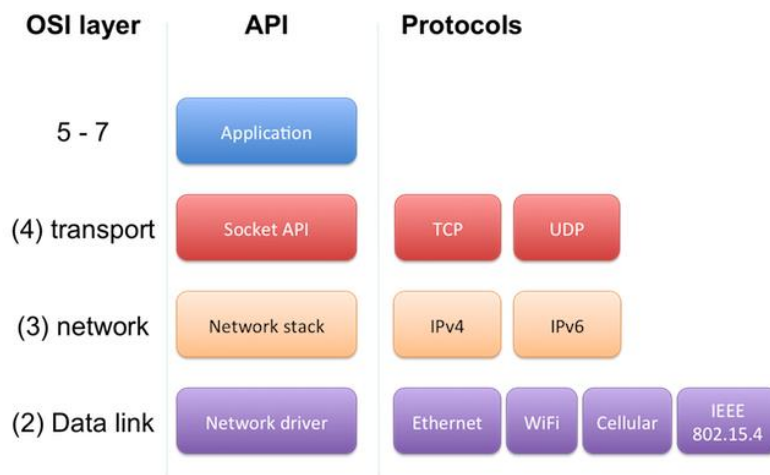 OSI layer API Protocols
5 - 7 Application
(4) transport Socket API TCP UDP
(3) network Network stack IPv4 IPv6
(2) Data link Network driver Ethernet WiFi Cellular IEEE
802.15.4